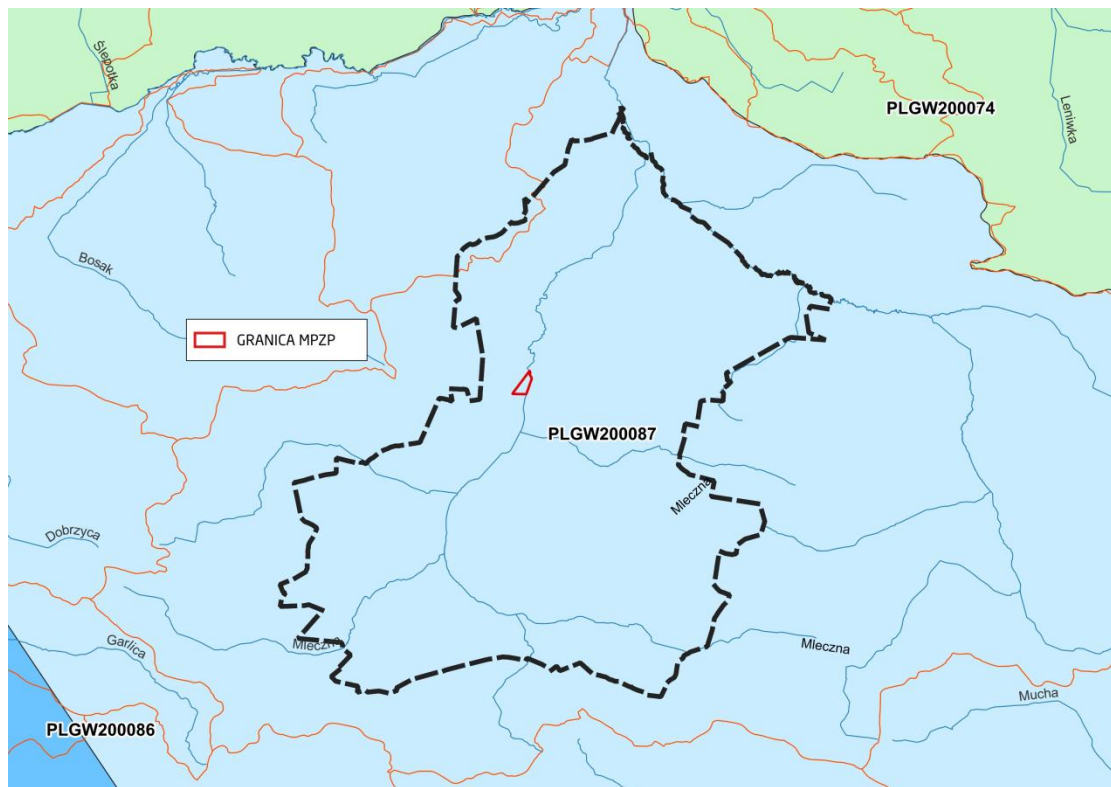 Ślepotka
PLGW200074
Leniwka
Bosak
GRANICA MPZP
PLGW200087
Mleczna
Dobrzyca
Garlica
Mleczna
Mleczna
Mucha
PLGW200086